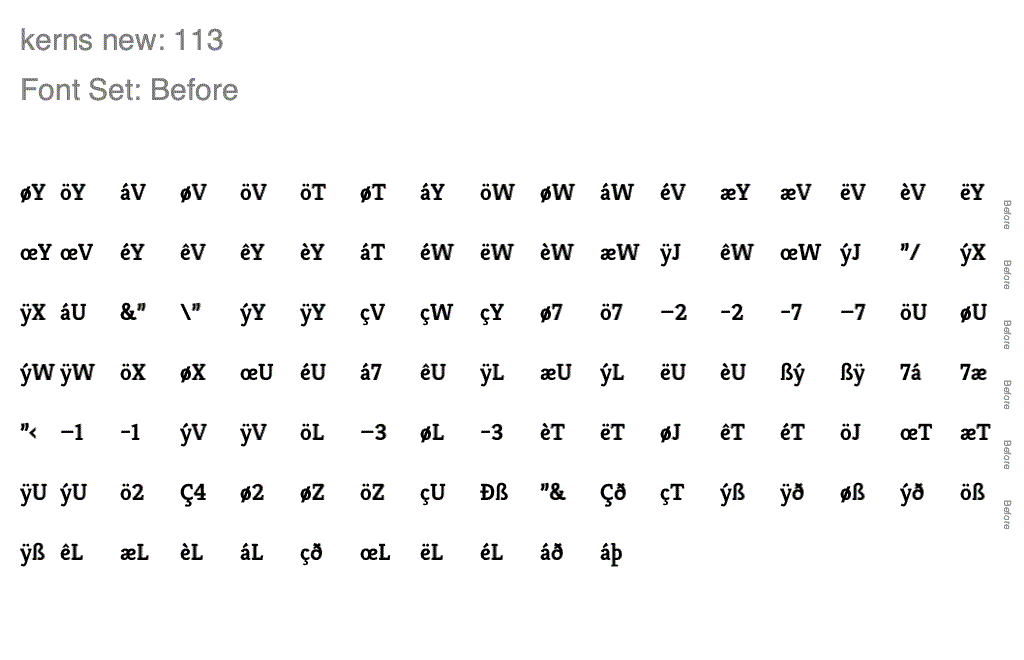 kerns new: 113
Font Set: Before
øY öY áV øV öV öT øT áY öW øW áW éV æY æV ëV èV ëY
Before
œY œV éY êV êY èY áT éW ëW èW æW ÿJ êW œW ýJ "/ ýX
Before
ÿX áU &" \" ýY ÿY çV çW çY ø7 ö7 –2 -2 -7 –7 öU øU
Before
ýW ÿW öX øX œU éU á7 êU ÿL æU ýL ëU èU ßý ßÿ 7á 7æ
Before
"‹ –1 -1 ýV ÿV öL –3 øL -3 èT ëT øJ êT éT öJ œT æT
Before
ÿU ýU ö2 Ç4 ø2 øZ öZ çU Ðß "& Çð çT ýß ÿð øß ýð öß
Before
ÿß êL æL èL áL çð œL ëL éL áð áþ